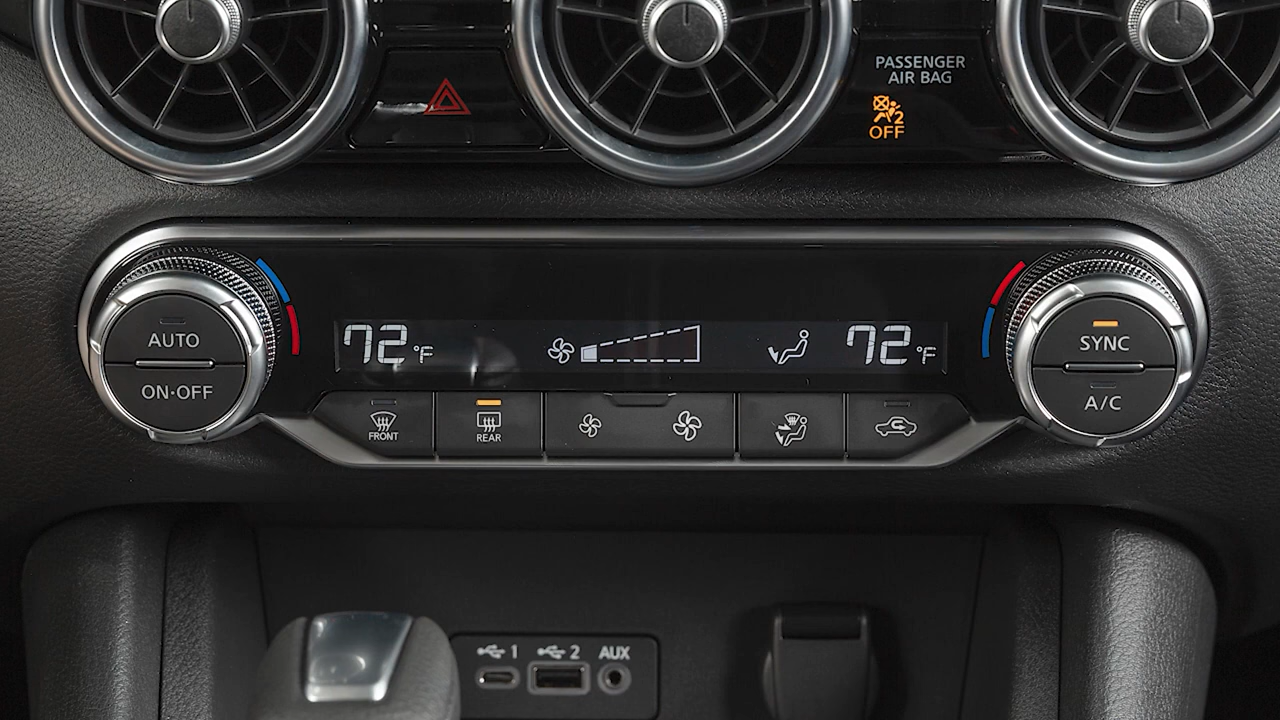 PASSENGER
AIR BAG
2
OFF
AUTO
ON·OFF
72°F
72°F
SYNC
A/C
FRONT
REAR
1
2
AUX